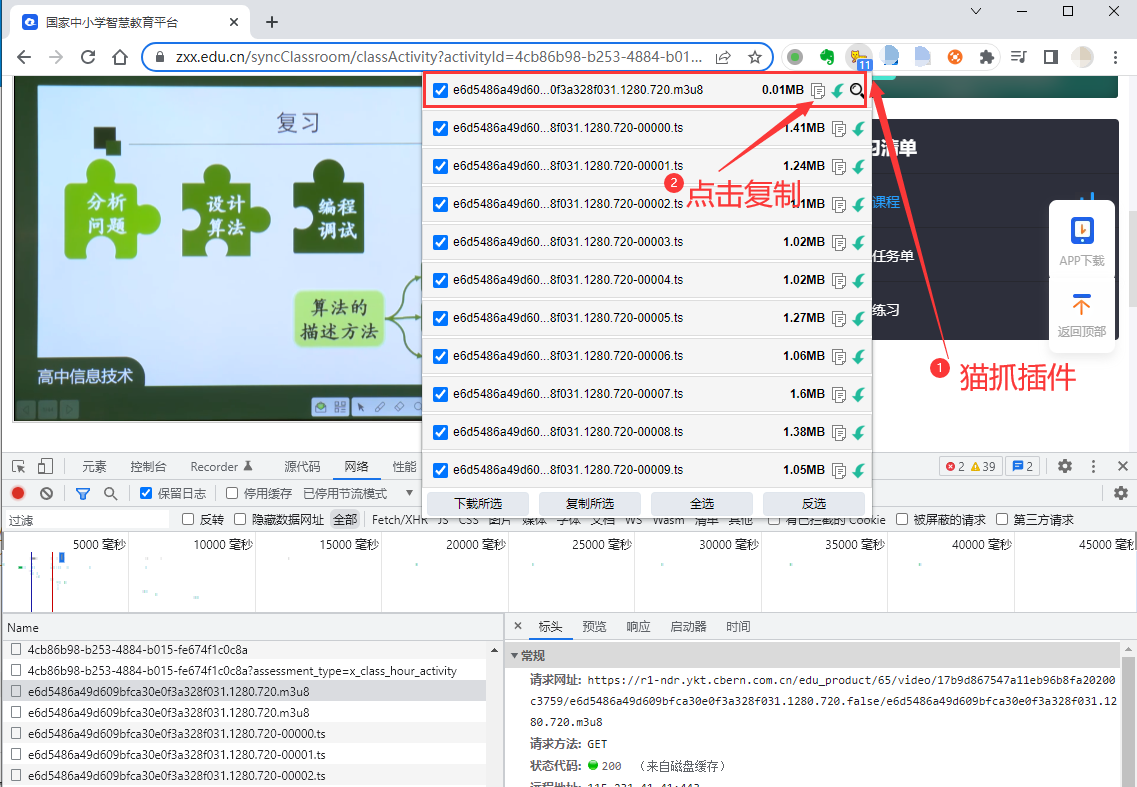 国家中小学智慧教育平台
zxx.edu.cn/syncClassroom/classActivity?activityId=4cb86b98-b253-4884-b01...
11
复习
分析
问题
设计
算法
编程
调试
算法的
描述方法
高中信息技术
e6d5486a49d60...0f3a328f031.1280.720.m3u8 0.01MB
e6d5486a49d60...8f031.1280.720-00000.ts 1.41MB
e6d5486a49d60...8f031.1280.720-00001.ts 1.24MB
e6d5486a49d60...8f031.1280.720-00002.ts 1MB
e6d5486a49d60...8f031.1280.720-00003.ts 1.02MB
e6d5486a49d60...8f031.1280.720-00004.ts 1.02MB
e6d5486a49d60...8f031.1280.720-00005.ts 1.27MB
e6d5486a49d60...8f031.1280.720-00006.ts 1.06MB
e6d5486a49d60...8f031.1280.720-00007.ts 1.6MB
e6d5486a49d60...8f031.1280.720-00008.ts 1.38MB
e6d5486a49d60...8f031.1280.720-00009.ts 1.05MB
下载所选 复制所选 全选 反选
2 点击复制
1 猫抓插件
习清单
课程
任务单
练习
APP下载
返回顶部
元素 控制台 Recorder 源代码 网络 性能 2 39 2
保留日志 停用缓存 已停用节流模式
过滤 反转 隐藏数据网址 全部 Fetch/XHR JS CSS 图片 媒体 字体 文档 WS Wasm 清单 其他 有已拦截的 Cookie 被屏蔽的请求 第三方请求
5000 毫秒 10000 毫秒 15000 毫秒 20000 毫秒 25000 毫秒 30000 毫秒 35000 毫秒 40000 毫秒 45000 毫秒
Name
4cb86b98-b253-4884-b015-fe674f1c0c8a
4cb86b98-b253-4884-b015-fe674f1c0c8a?assessment_type=x_class_hour_activity
e6d5486a49d609bfca30e0f3a328f031.1280.720.m3u8
e6d5486a49d609bfca30e0f3a328f031.1280.720.m3u8
e6d5486a49d609bfca30e0f3a328f031.1280.720-00000.ts
e6d5486a49d609bfca30e0f3a328f031.1280.720-00001.ts
e6d5486a49d609bfca30e0f3a328f031.1280.720-00002.ts
标头 预览 响应 启动器 时间
常规
请求网址: https://r1-ndr.ykt.cbern.com.cn/edu_product/65/video/17b9d867547a11eb96b8fa20200
c3759/e6d5486a49d609bfca30e0f3a328f031.1280.720.false/e6d5486a49d609bfca30e0f3a328f031.12
80.720.m3u8
请求方法: GET
状态代码: 200 （来自磁盘缓存）
远程地址: 115.231.41.41:443